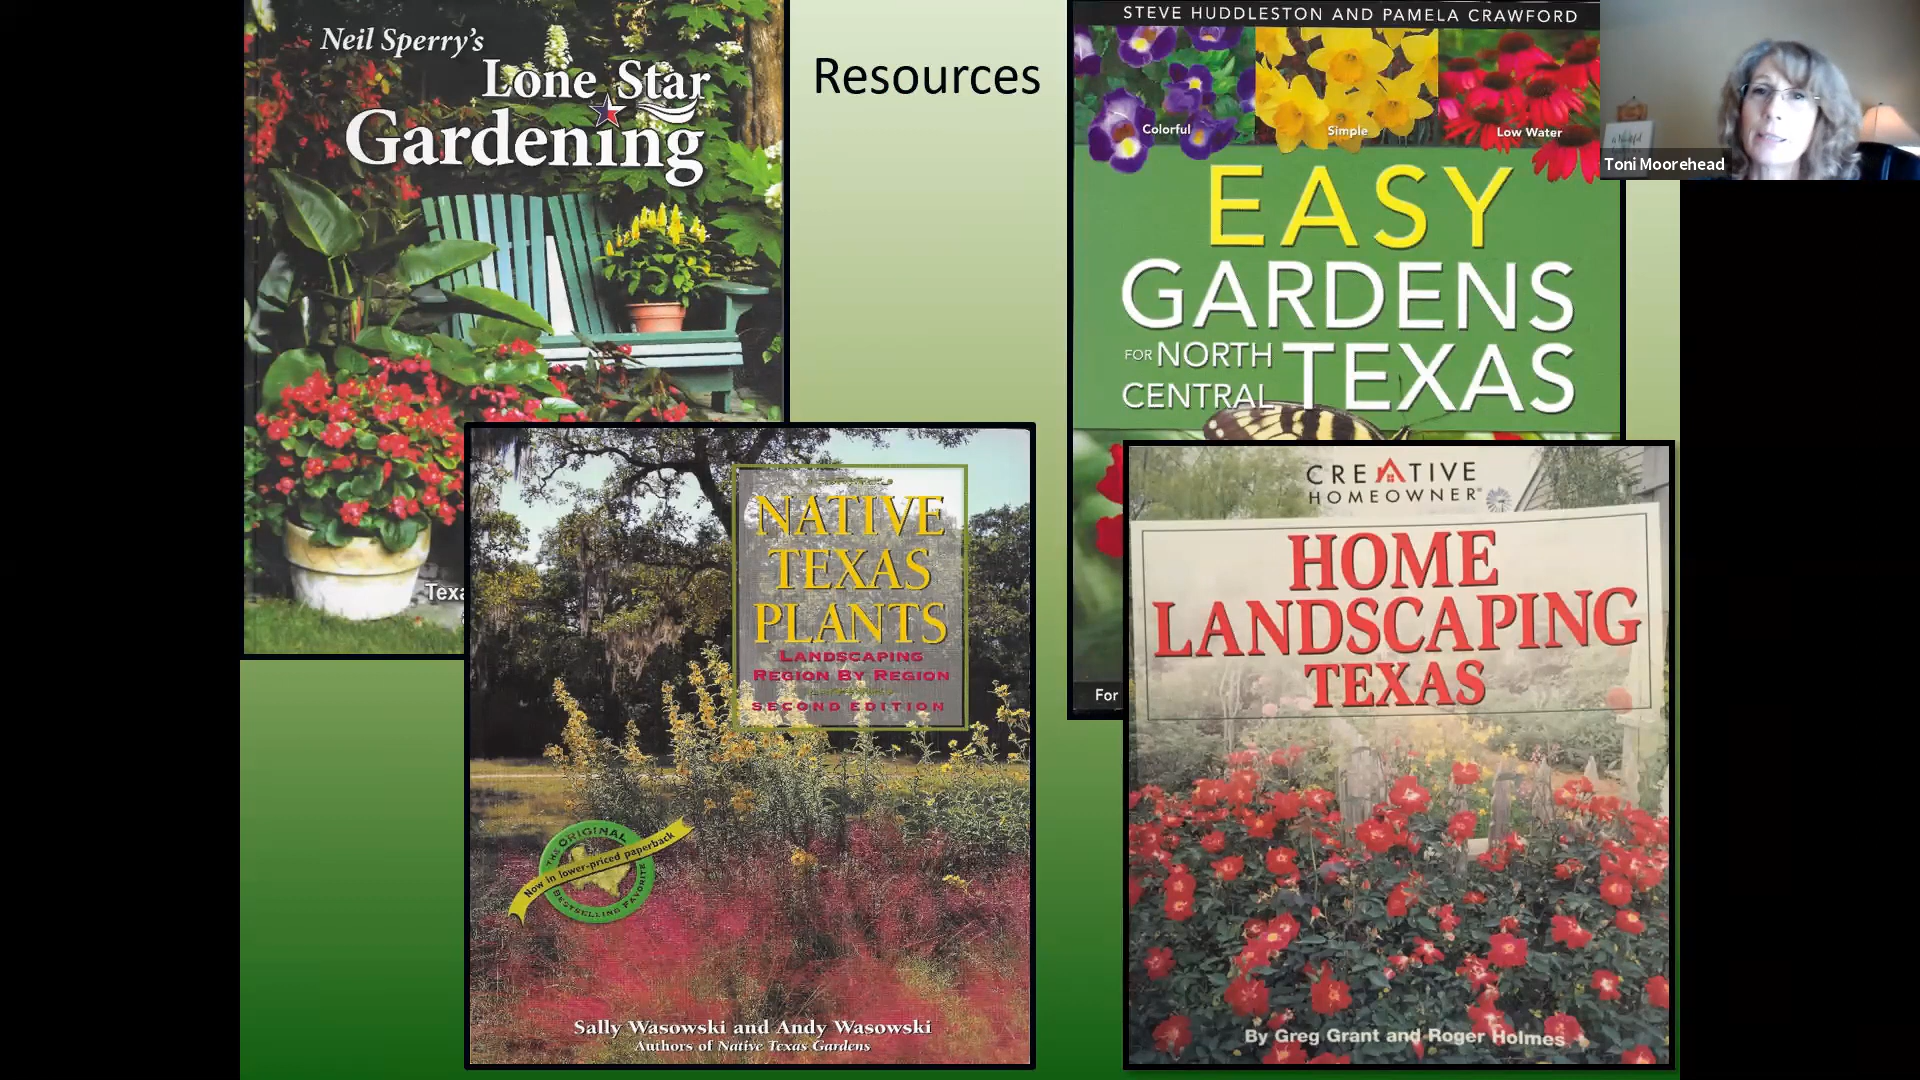 Neil Sperry's
Lone Star
Gardening
Texa
Resources
STEVE HUDDLESTON AND PAMELA CRAWFORD
Colorful
Simple
Low Water
EASY
GARDENS
FOR NORTH
CENTRAL TEXAS
For
Toni Moorehead
NATIVE
TEXAS
PLANTS
LANDSCAPING
REGION BY REGION
SECOND EDITION
THE ORIGINAL
Now in lower-priced paperback
BESTSELLING FAVORITE
Sally Wasowski and Andy Wasowski
Authors of Native Texas Gardens
CREATIVE
HOMEOWNER®
HOME
LANDSCAPING
TEXAS
By Greg Grant and Roger Holmes